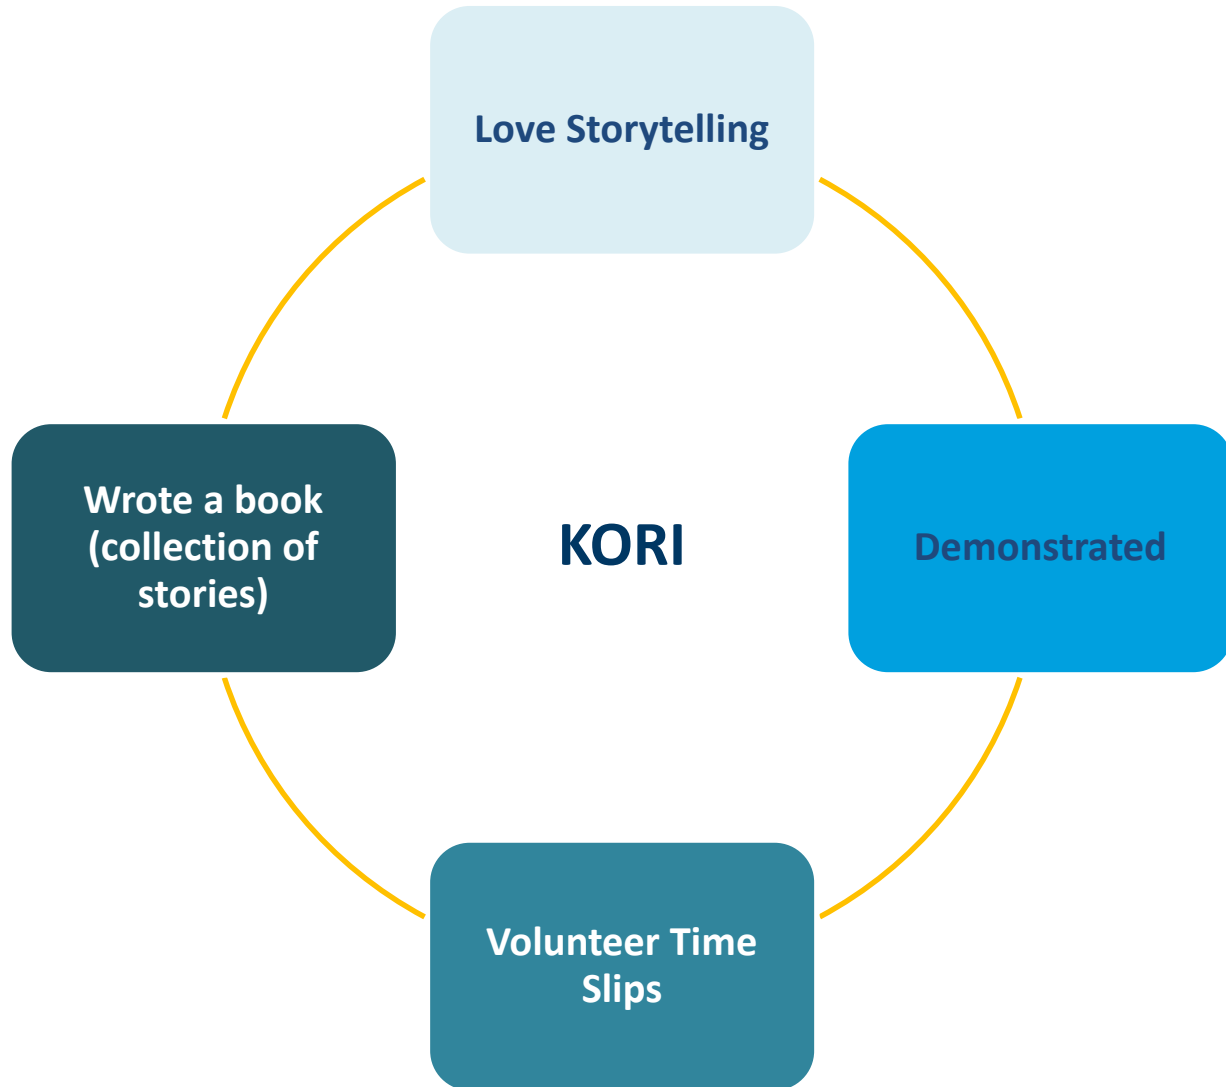 Love Storytelling
Wrote a book
(collection of
stories)
KORI
Demonstrated
Volunteer Time
Slips